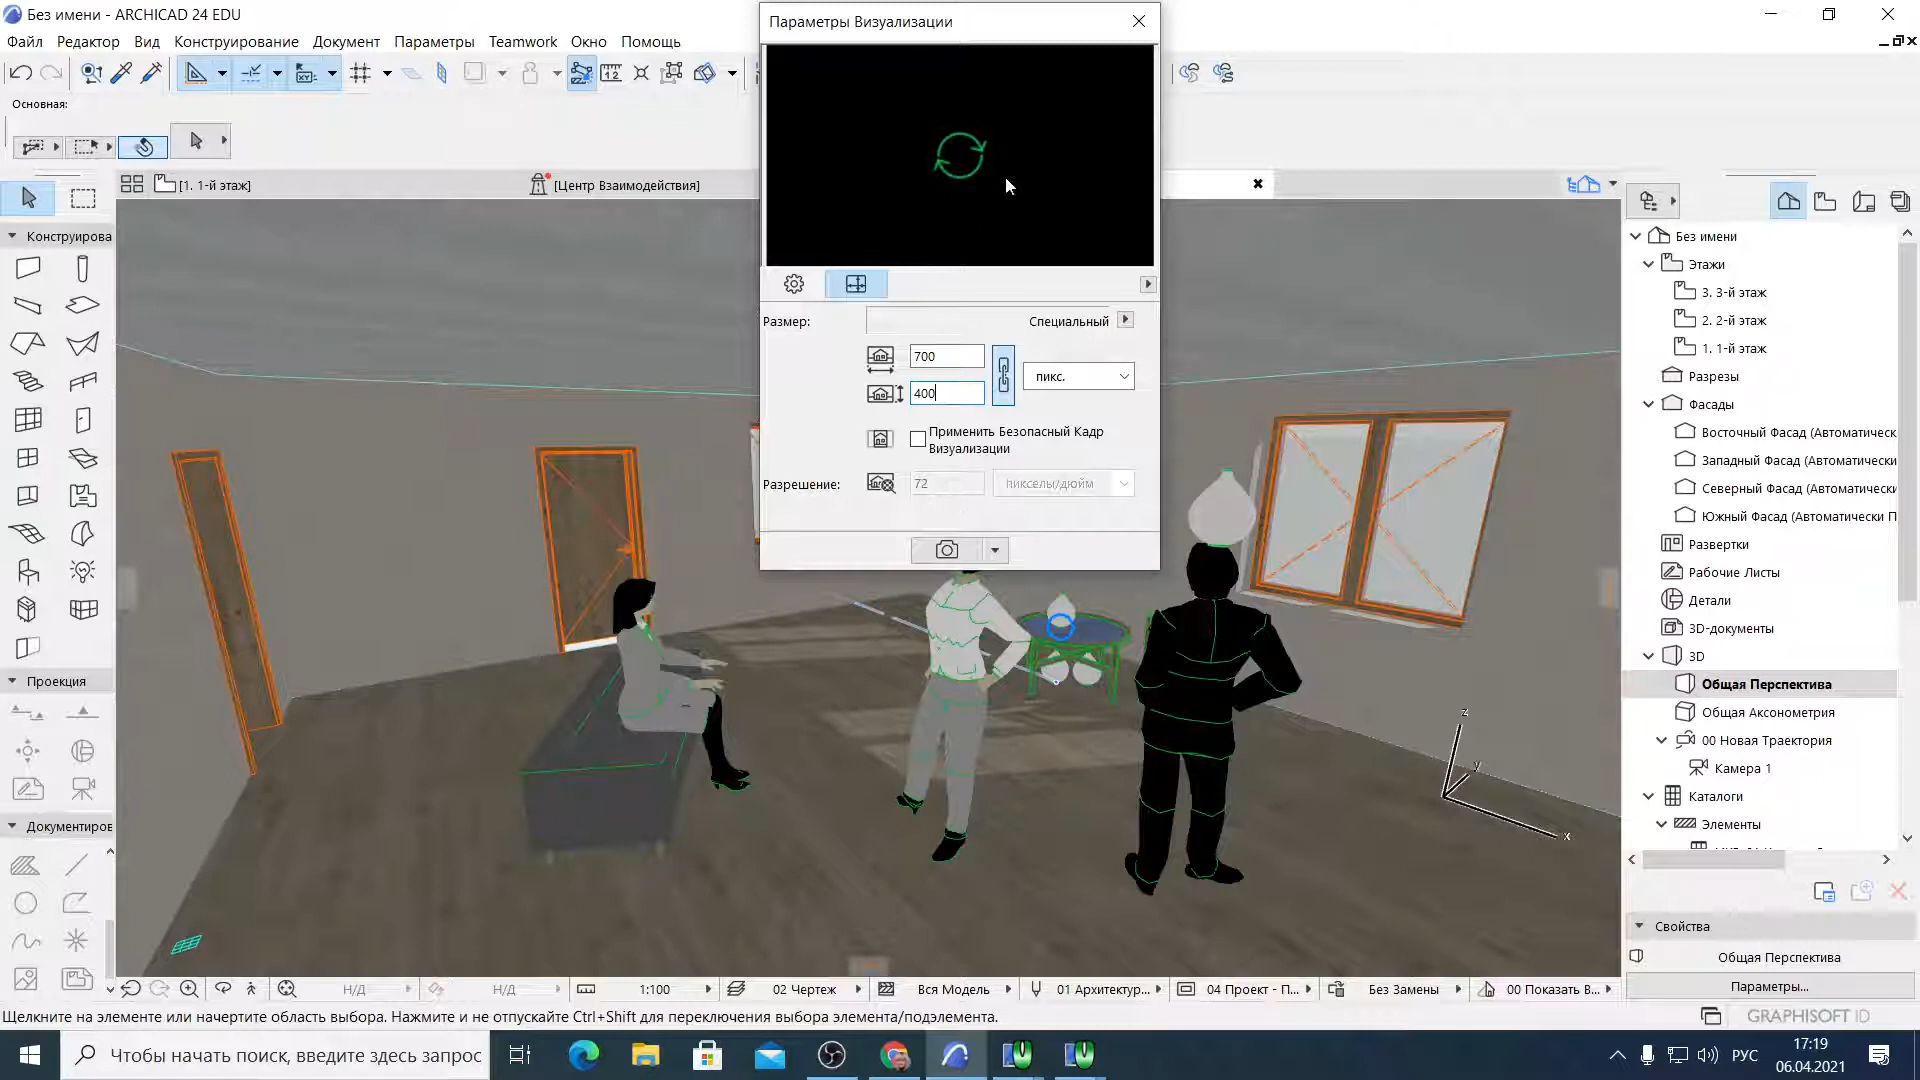 Без имени - ARCHICAD 24 EDU
Файл Редактор Вид Конструирование Документ Параметры Teamwork Окно Помощь
Основная:
[1. 1-й этаж]
[Центр Взаимодействия]
Параметры Визуализации
Размер:
Специальный
700
400
пикс.
Применить Безопасный Кадр
Визуализации
Разрешение:
72
пикселы/дюйм
Конструирова
Проекция
Документиров
Без имени
Этажи
3. 3-й этаж
2. 2-й этаж
1. 1-й этаж
Разрезы
Фасады
Восточный Фасад (Автоматическ
Западный Фасад (Автоматически
Северный Фасад (Автоматически
Южный Фасад (Автоматически П
Развертки
Рабочие Листы
Детали
3D-документы
3D
Общая Перспектива
Общая Аксонометрия
00 Новая Траектория
Камера 1
Каталоги
Элементы
Свойства
Общая Перспектива
Параметры...
z
y
x
Н/Д
Н/Д
1:100
02 Чертеж
Вся Модель
01 Архитектур...
04 Проект - П...
Без Замены
00 Показать В...
Щелкните на элементе или начертите область выбора. Нажмите и не отпускайте Ctrl+Shift для переключения выбора элемента/подэлемента.
GRAPHISOFT ID
Чтобы начать поиск, введите здесь запрос
РУС
17:19
06.04.2021